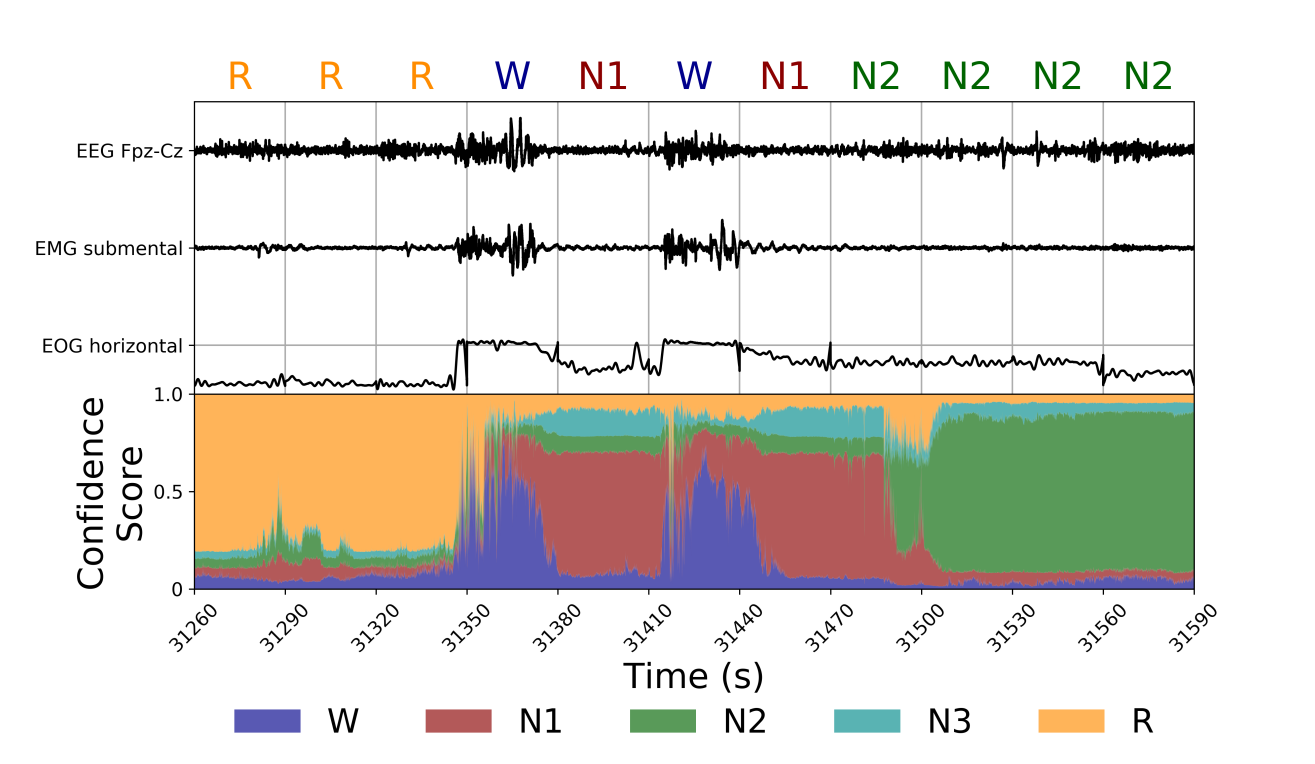 R R R W N1 W N1 N2 N2 N2 N2
EEG Fpz-Cz
EMG submental
EOG horizontal
Confidence
Score
1.0
0.5
0
31260 31290 31320 31350 31380 31410 31440 31470 31500 31530 31560 31590
Time (s)
W N1 N2 N3 R